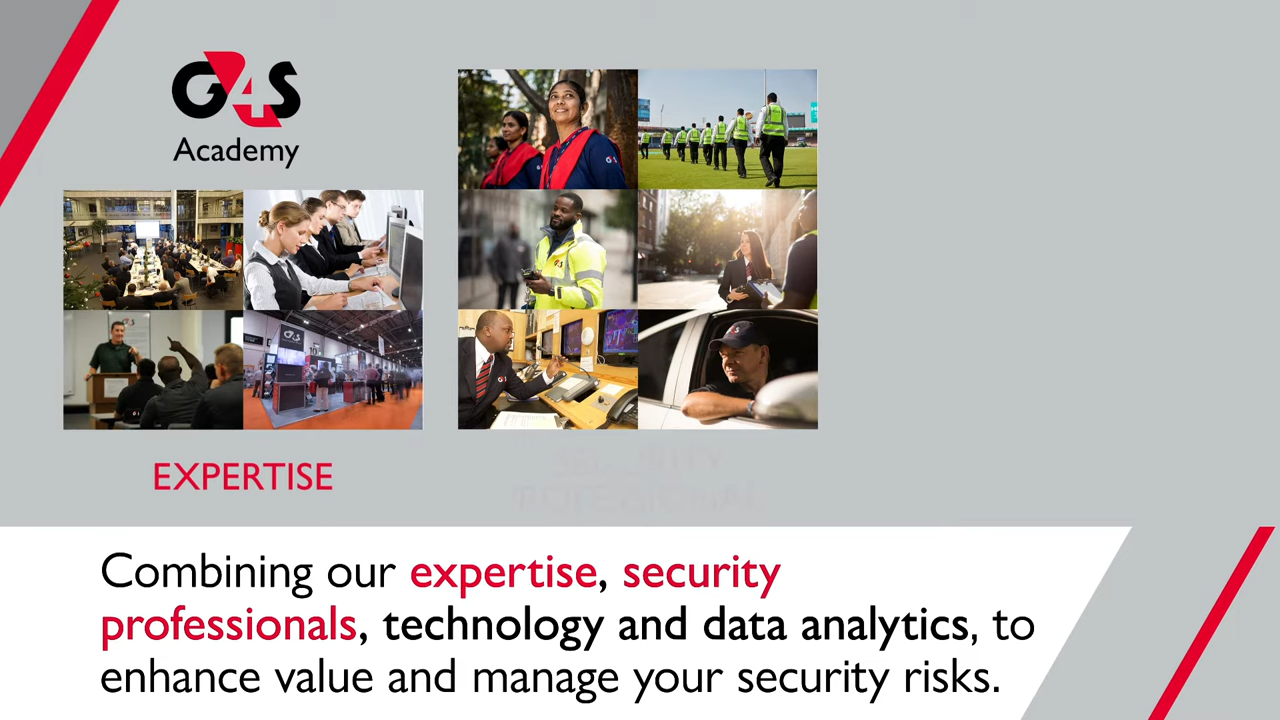 G4S
Academy
EXPERTISE
Combining our expertise, security
professionals, technology and data analytics, to
enhance value and manage your security risks.